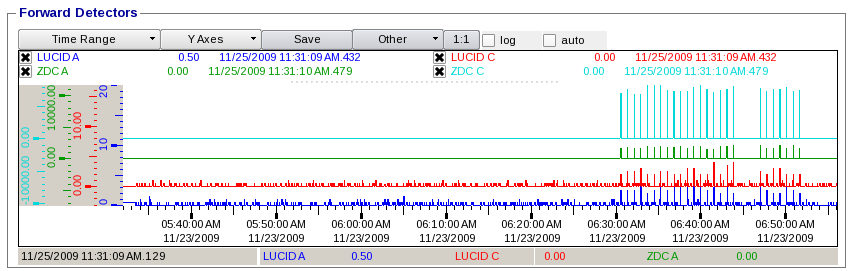 Forward Detectors
Time Range Y Axes Save Other 1:1 log auto
LUCID A 0.50 11/25/2009 11:31:09 AM.432 LUCID C 0.00 11/25/2009 11:31:09 AM.432
ZDC A 0.00 11/25/2009 11:31:10 AM.479 ZDC C 0.00 11/25/2009 11:31:10 AM.479
-10000.00 0.00
0.00 10000.00
0.00 10.00
0 10 20
05:40:00 AM 05:50:00 AM 06:00:00 AM 06:10:00 AM 06:20:00 AM 06:30:00 AM 06:40:00 AM 06:50:00 AM
11/23/2009 11/23/2009 11/23/2009 11/23/2009 11/23/2009 11/23/2009 11/23/2009 11/23/2009
11/25/2009 11:31:09 AM.129 LUCID A 0.50 LUCID C 0.00 ZDC A 0.00